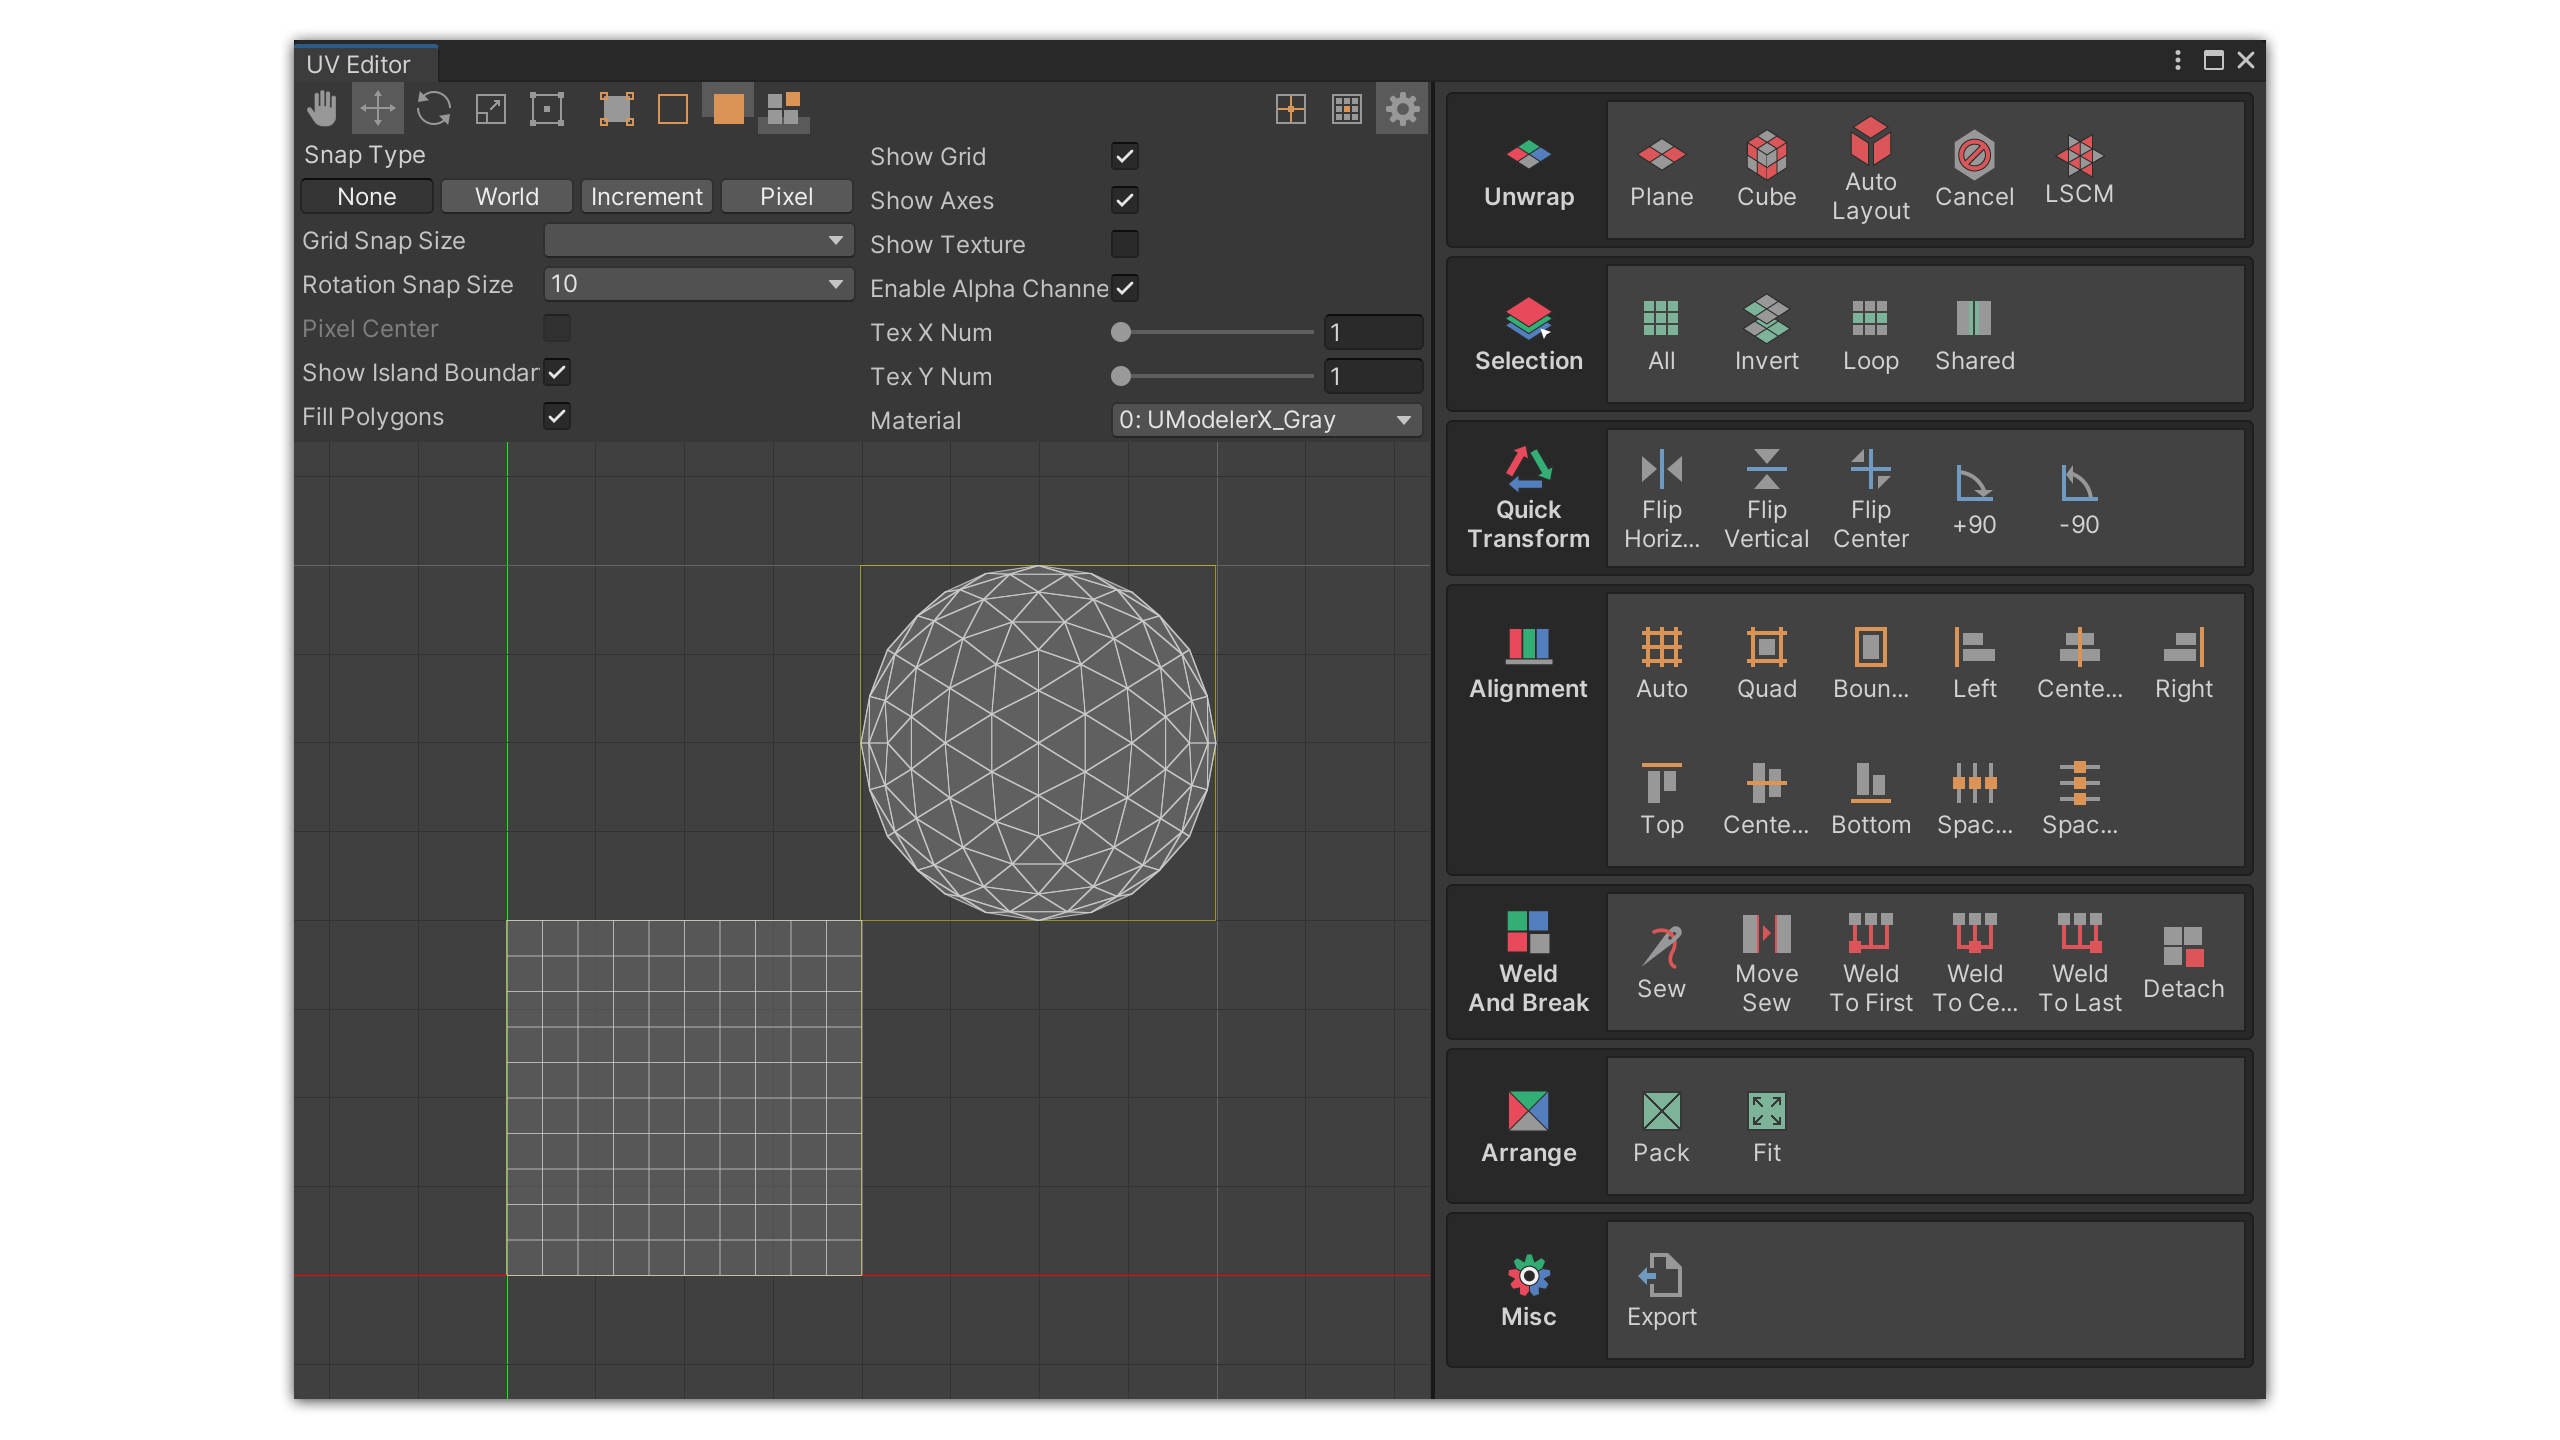 UV Editor
Snap Type
None World Increment Pixel
Grid Snap Size
Rotation Snap Size 10
Pixel Center
Show Island Boundar
Fill Polygons
Show Grid
Show Axes
Show Texture
Enable Alpha Channe
Tex X Num 1
Tex Y Num 1
Material 0: UModelerX_Gray
Unwrap
Plane
Cube
Auto
Layout
Cancel
LSCM
Selection
All
Invert
Loop
Shared
Quick
Transform
Flip
Horiz...
Flip
Vertical
Flip
Center
+90
-90
Alignment
Auto
Quad
Boun...
Left
Cente...
Right
Top
Cente...
Bottom
Spac...
Spac...
Weld
And Break
Sew
Move
Sew
Weld
To First
Weld
To Ce...
Weld
To Last
Detach
Arrange
Pack
Fit
Misc
Export